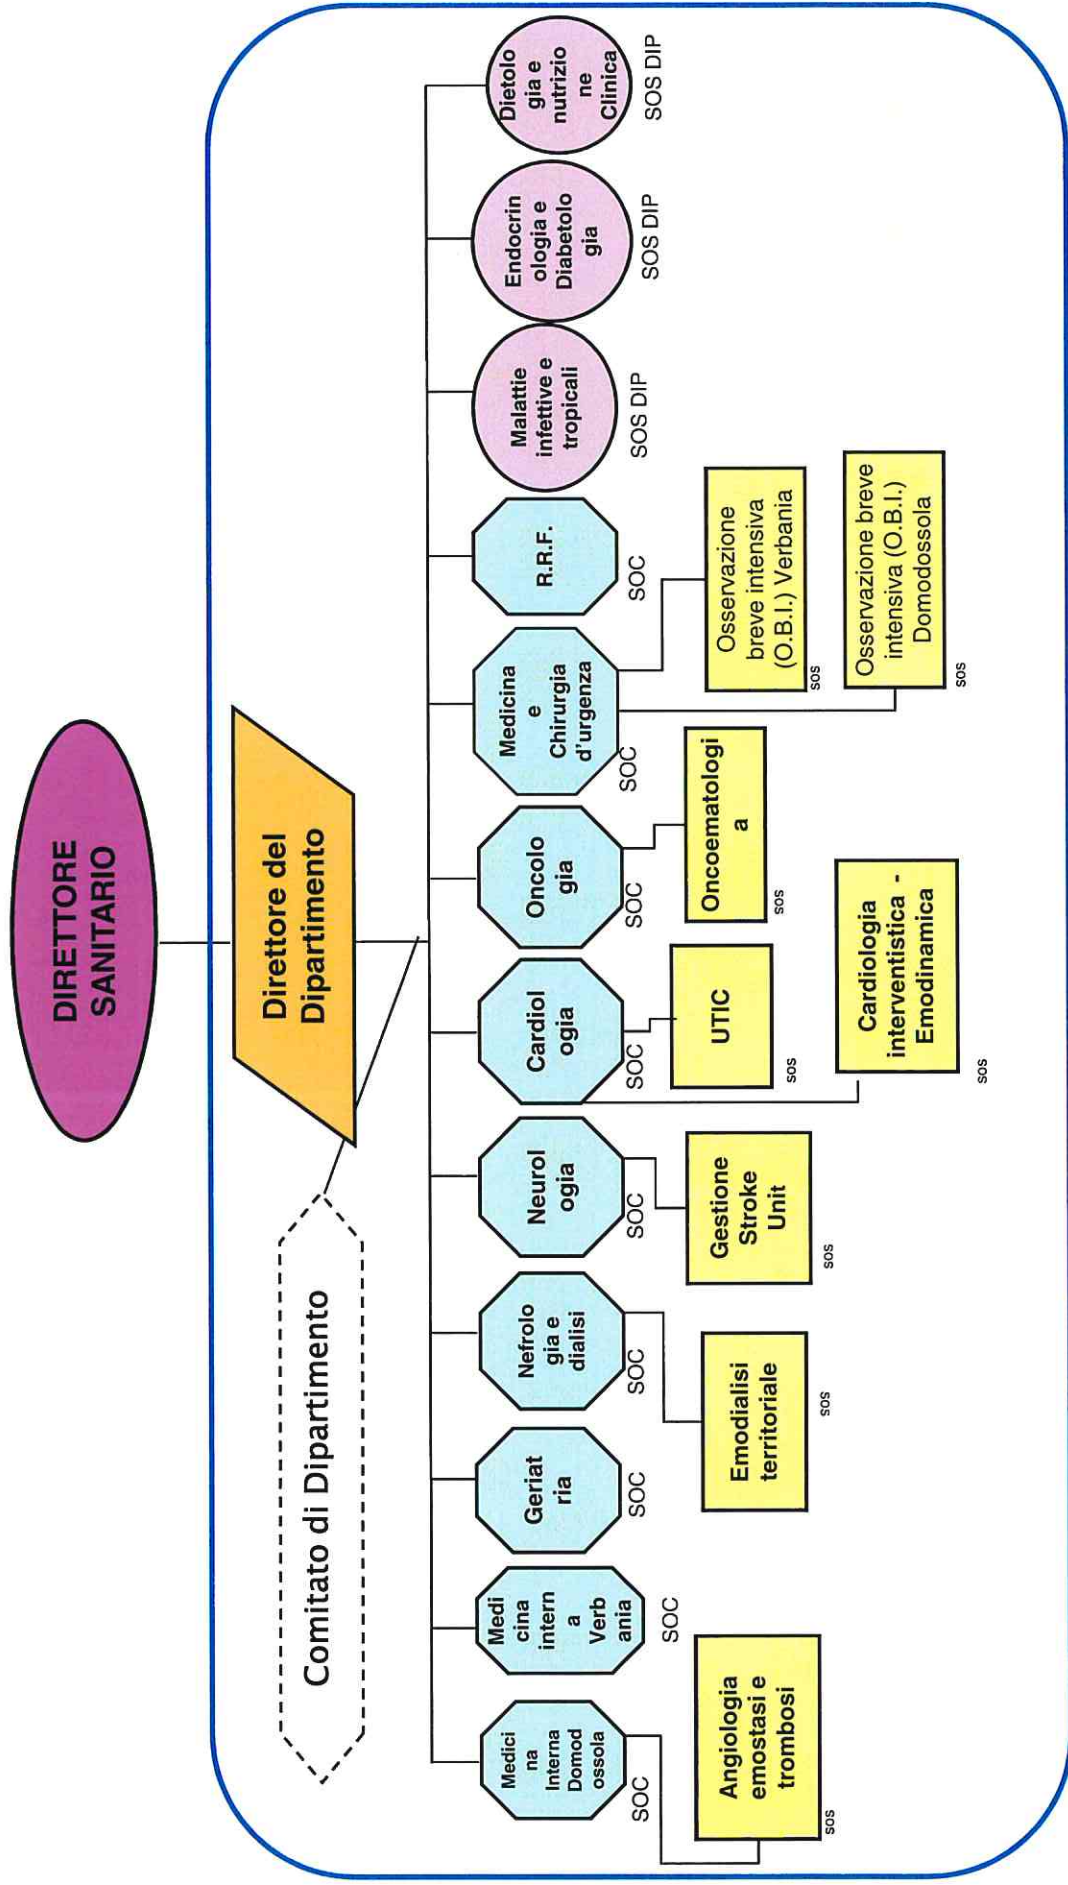 DIRETTORE
SANITARIO
Direttore del
Dipartimento
Comitato di Dipartimento
Medici
na
Interna
Domod
ossola
SOC
Medi
cina
intern
a
Verb
ania
SOC
Geriat
ria
SOC
Nefrolo
gia e
dialisi
SOC
Neurol
ogia
SOC
Cardiol
ogia
SOC
Oncolo
gia
SOC
Medicina
e
Chirurgia
d'urgenza
SOC
R.R.F.
SOC
Malattie
infettive e
tropicali
SOS DIP
Endocrin
ologia e
Diabetolo
gia
SOS DIP
Dietolo
gia e
nutrizio
ne
Clinica
SOS DIP
Angiologia
emostasi e
trombosi
sos
Emodialisi
territoriale
sos
Gestione
Stroke
Unit
sos
UTIC
sos
Cardiologia
interventistica -
Emodinamica
sos
Oncoematologi
a
sos
Osservazione
breve intensiva
(O.B.I.) Verbania
sos
Osservazione breve
intensiva (O.B.I.)
Domodossola
sos